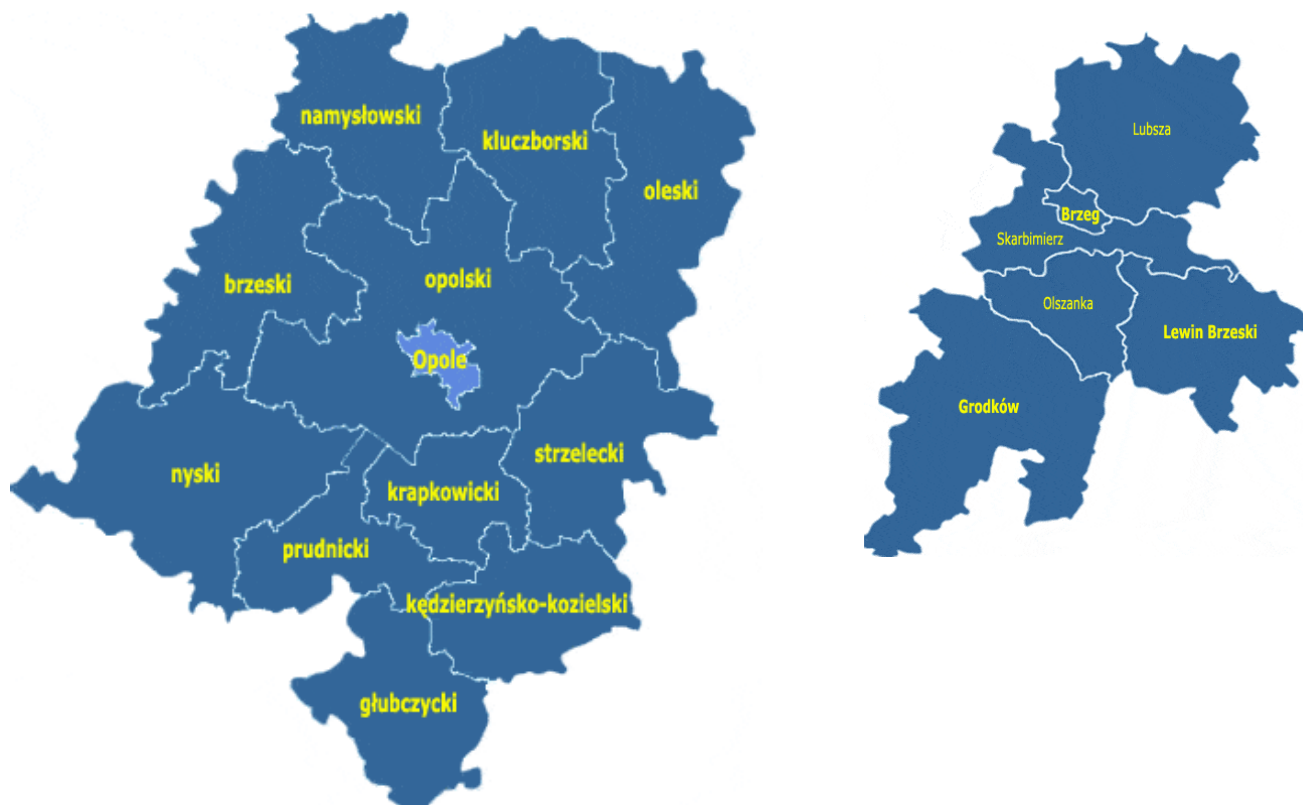 namysłowski
kluczborski
oleski
brzeski
opolski
Opole
nyski
strzelecki
krapkowicki
prudnicki
kędzierzyńsko-kozielski
głubczycki
Lubsza
Brzeg
Skarbimierz
Olszanka
Lewin Brzeski
Grodków